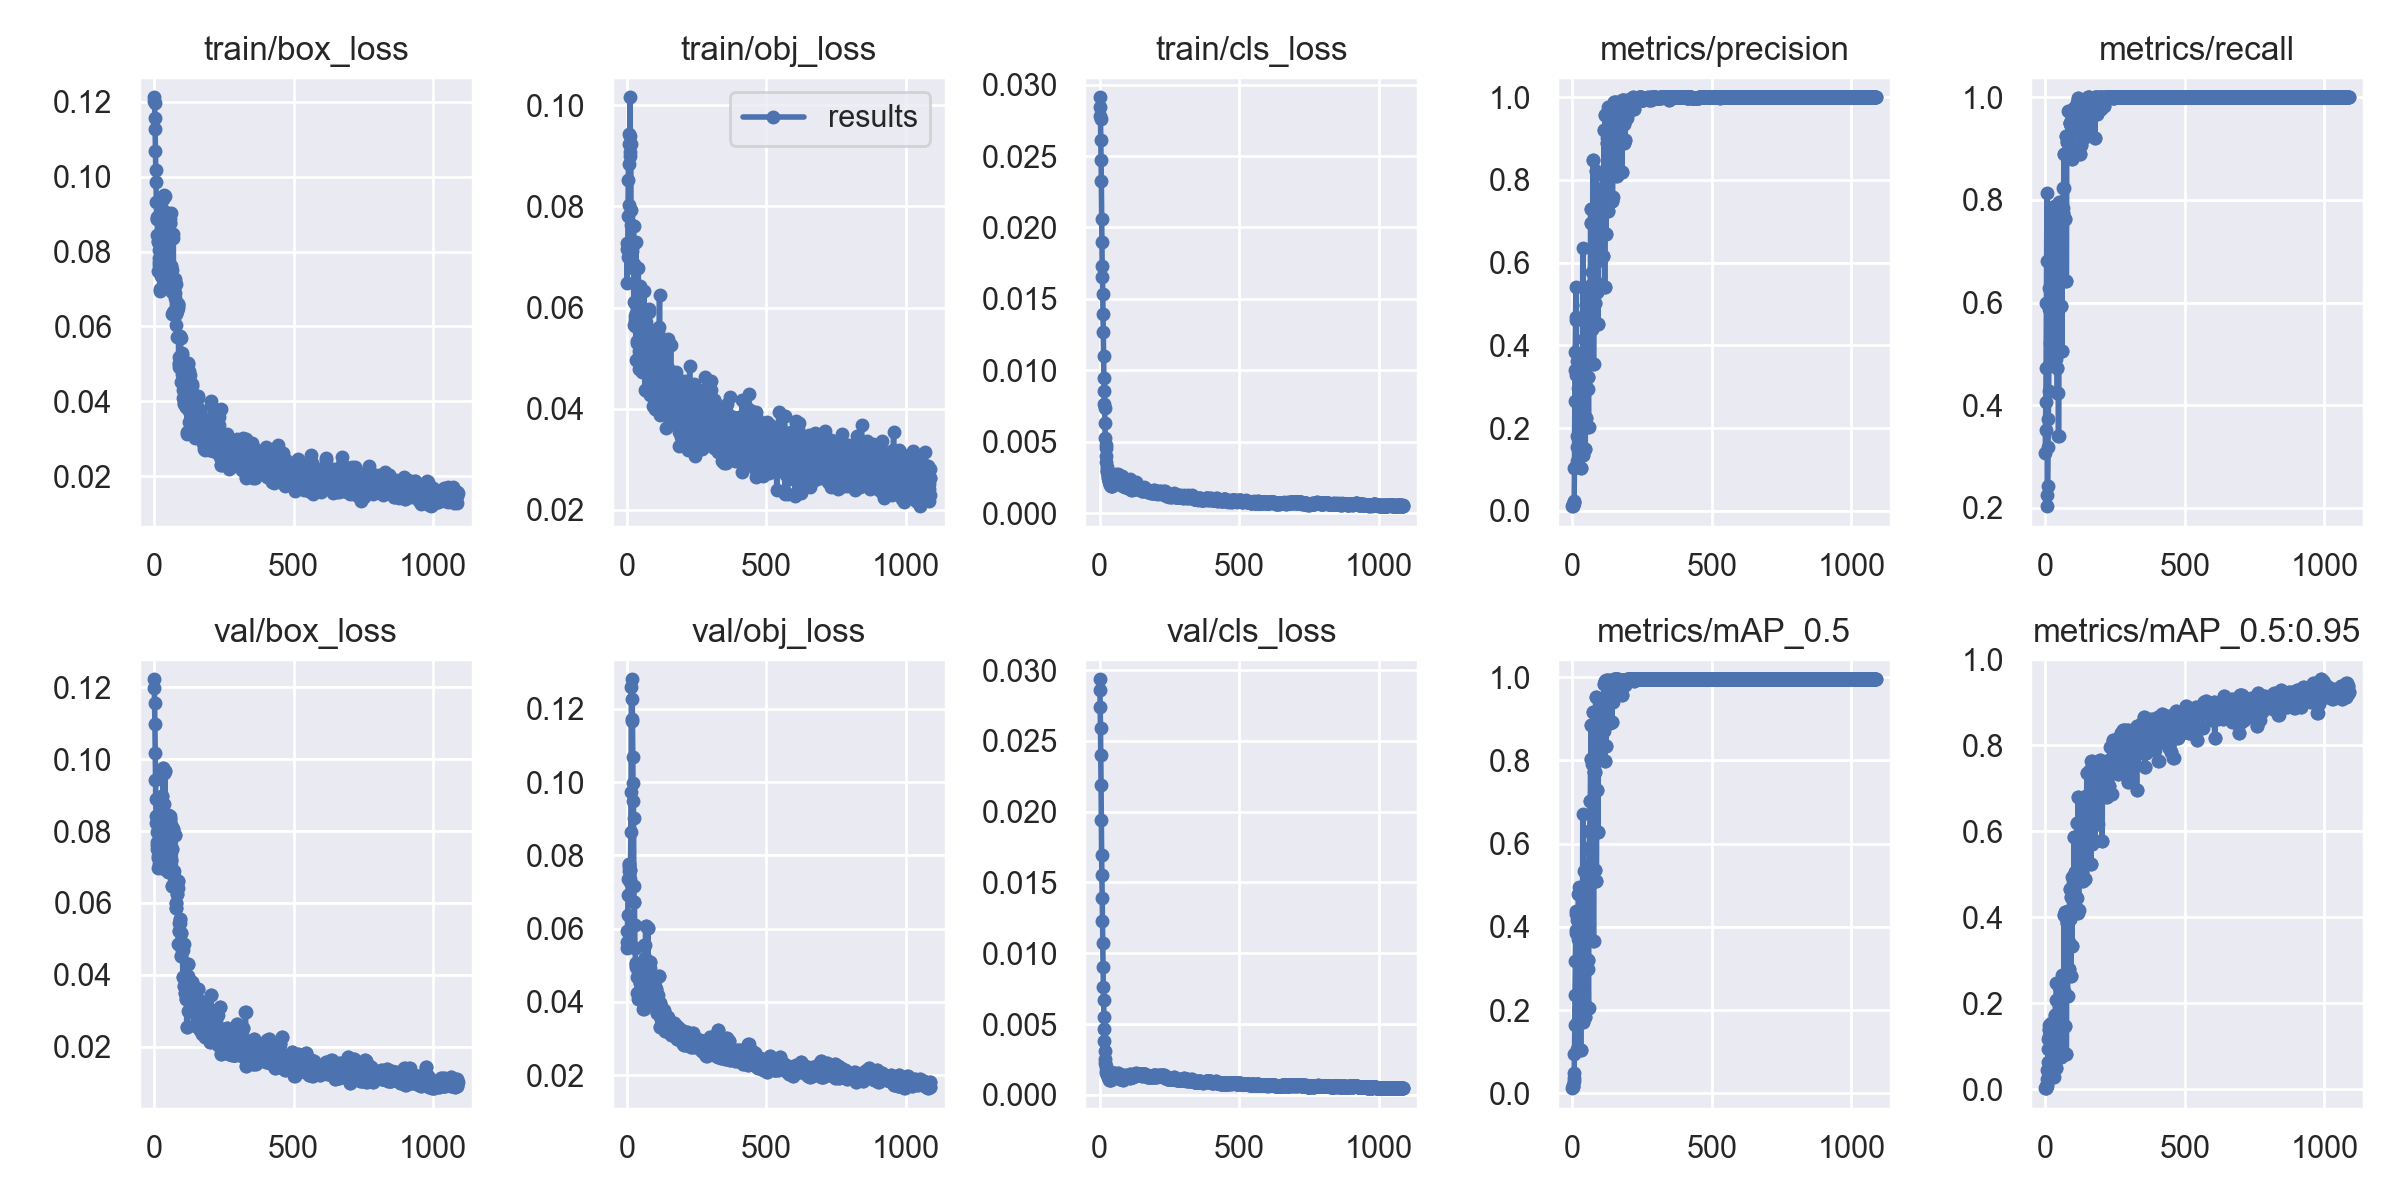 train/box_loss
0.12
0.10
0.08
0.06
0.04
0.02
0 500 1000
train/obj_loss
results
0.10
0.08
0.06
0.04
0.02
0 500 1000
train/cls_loss
0.030
0.025
0.020
0.015
0.010
0.005
0.000
0 500 1000
metrics/precision
1.0
0.8
0.6
0.4
0.2
0.0
0 500 1000
metrics/recall
1.0
0.8
0.6
0.4
0.2
0 500 1000
val/box_loss
0.12
0.10
0.08
0.06
0.04
0.02
0 500 1000
val/obj_loss
0.12
0.10
0.08
0.06
0.04
0.02
0 500 1000
val/cls_loss
0.030
0.025
0.020
0.015
0.010
0.005
0.000
0 500 1000
metrics/mAP_0.5
1.0
0.8
0.6
0.4
0.2
0.0
0 500 1000
metrics/mAP_0.5:0.95
1.0
0.8
0.6
0.4
0.2
0.0
0 500 1000